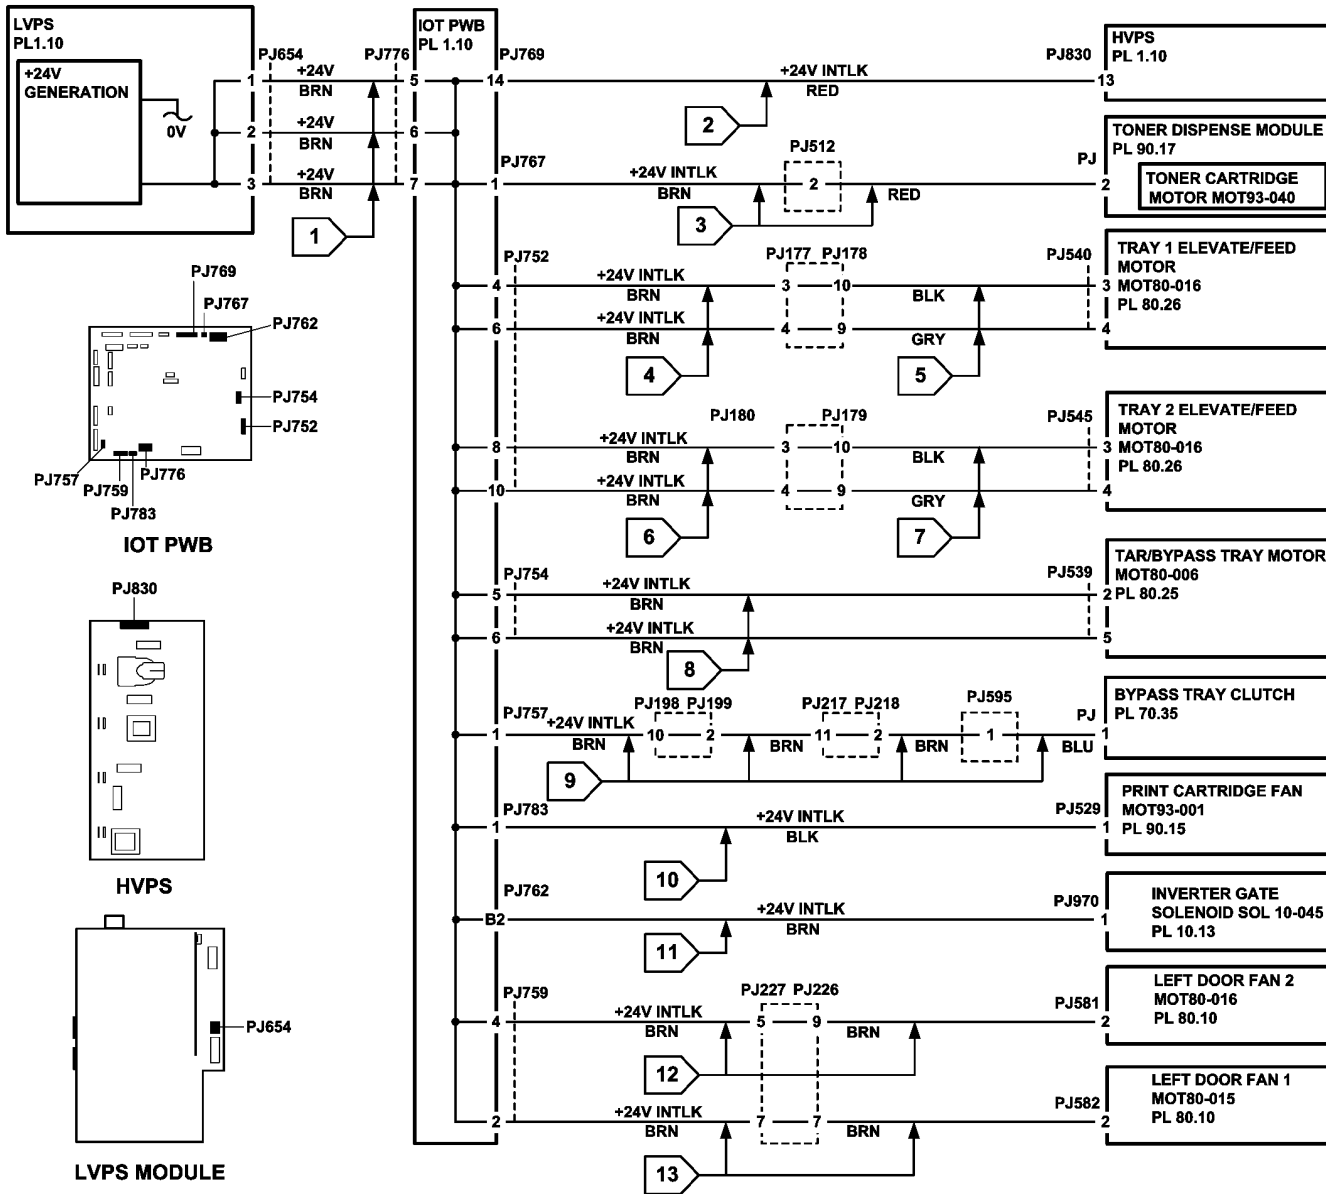 LVPS
PL1.10
+24V
GENERATION
0V
PJ654
PJ776
1
+24V
BRN
5
2
+24V
BRN
6
3
+24V
BRN
7
1
IOT PWB
PL 1.10
PJ769
14
+24V INTLK
RED
2
PJ830
13
HVPS
PL 1.10
PJ767
1
+24V INTLK
BRN
PJ512
2
RED
3
PJ
2
TONER DISPENSE MODULE
PL 90.17
TONER CARTRIDGE
MOTOR MOT93-040
PJ752
4
+24V INTLK
BRN
PJ177 PJ178
3
10
BLK
PJ540
3
6
+24V INTLK
BRN
4
9
GRY
4
4
5
TRAY 1 ELEVATE/FEED
MOTOR
MOT80-016
PL 80.26
8
+24V INTLK
BRN
PJ180
PJ179
3
10
BLK
PJ545
3
10
+24V INTLK
BRN
4
9
GRY
4
6
7
TRAY 2 ELEVATE/FEED
MOTOR
MOT80-016
PL 80.26
PJ754
5
+24V INTLK
BRN
PJ539
2
6
+24V INTLK
BRN
5
8
TAR/BYPASS TRAY MOTOR
MOT80-006
PL 80.25
PJ757
1
+24V INTLK
BRN
PJ198 PJ199
10
2
BRN
PJ217 PJ218
11
2
BRN
PJ595
1
BLU
PJ
1
9
BYPASS TRAY CLUTCH
PL 70.35
PJ783
1
+24V INTLK
BLK
10
PJ529
1
PRINT CARTRIDGE FAN
MOT93-001
PL 90.15
PJ762
B2
+24V INTLK
BRN
11
PJ970
1
INVERTER GATE
SOLENOID SOL 10-045
PL 10.13
PJ759
4
+24V INTLK
BRN
PJ227 PJ226
5
9
BRN
12
PJ581
2
LEFT DOOR FAN 2
MOT80-016
PL 80.10
2
+24V INTLK
BRN
7
7
BRN
13
PJ582
2
LEFT DOOR FAN 1
MOT80-015
PL 80.10
PJ769
PJ767
PJ762
PJ754
PJ752
PJ757
PJ759
PJ776
PJ783
IOT PWB
PJ830
HVPS
PJ654
LVPS MODULE